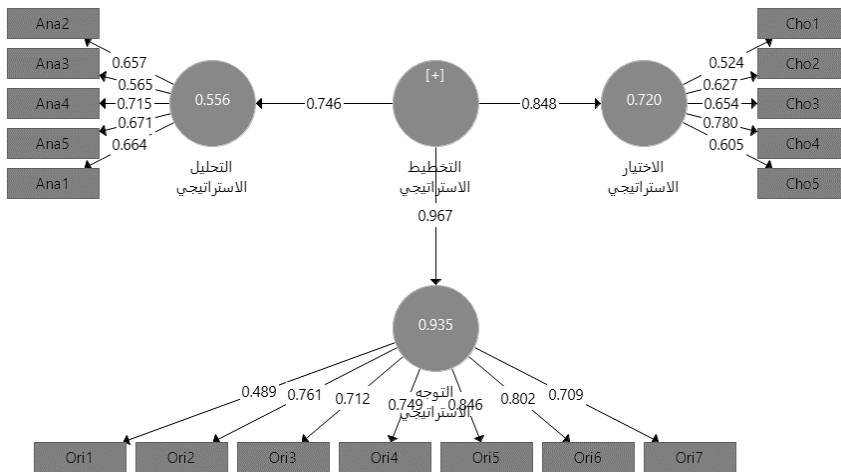 Ana2
Ana3
Ana4
Ana5
Ana1
0.657
0.565
0.715
0.671
0.664
0.556
التحليل
الاستراتيجي
0.746
[+]
التخطيط
الاستراتيجي
0.848
0.720
الاختيار
الاستراتيجي
0.524
0.627
0.654
0.780
0.605
Cho1
Cho2
Cho3
Cho4
Cho5
0.967
0.935
التوجه
الاستراتيجي
0.489
0.761
0.712
0.749
0.846
0.802
0.709
Ori1
Ori2
Ori3
Ori4
Ori5
Ori6
Ori7